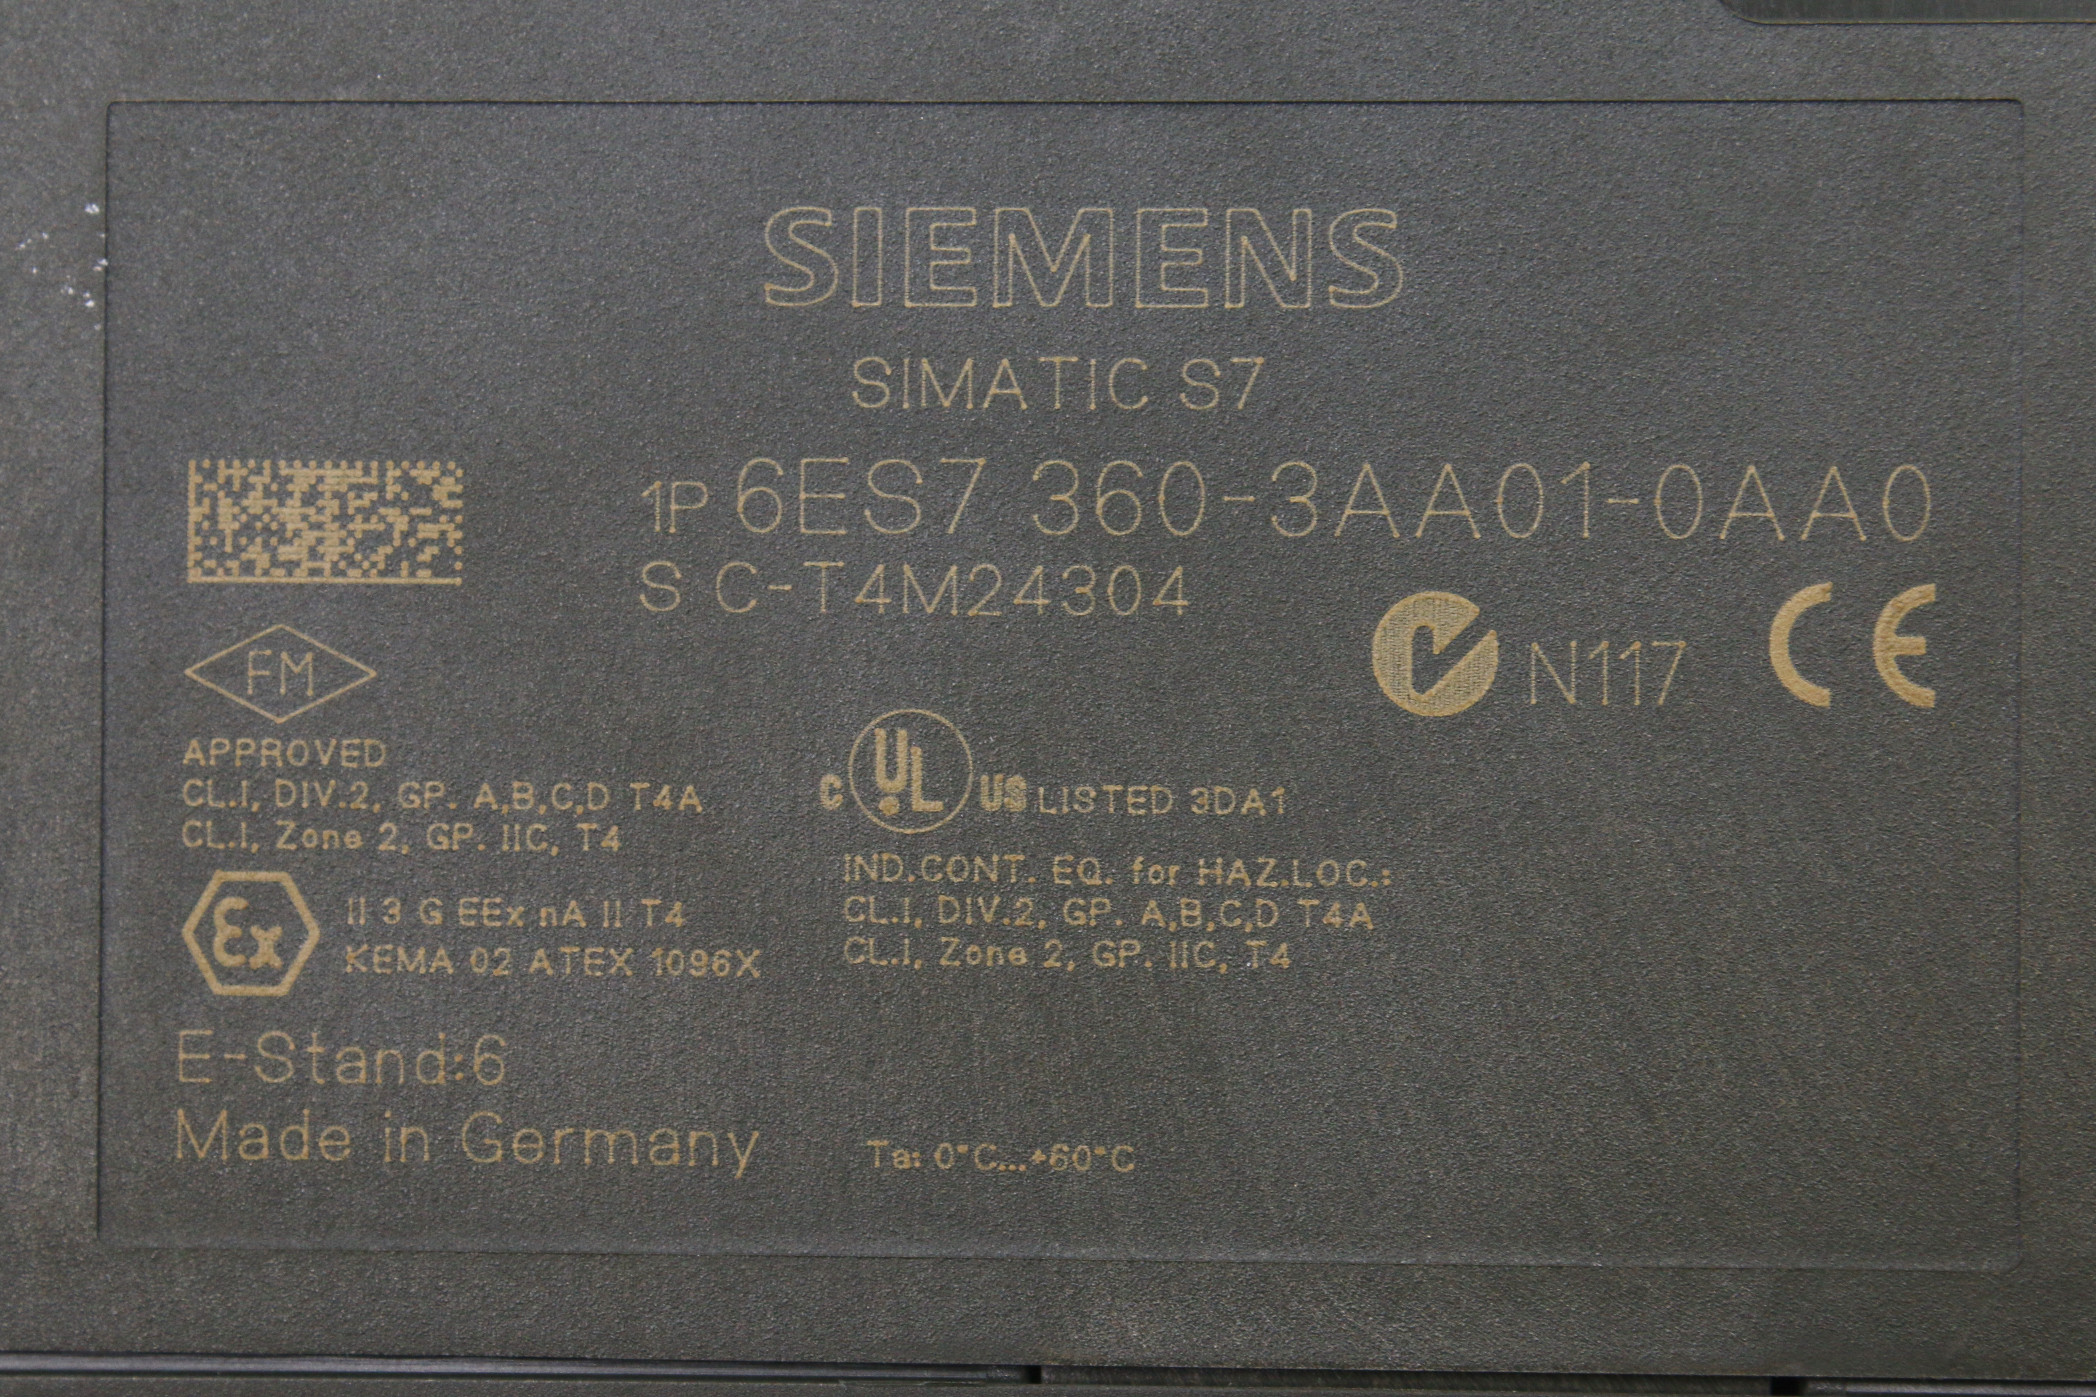 SIEMENS
SIMATIC S7
1P 6ES7 360-3AA01-0AA0
S C-T4M24304
N117 CE
FM
APPROVED
CL.I, DIV.2, GP. A,B,C,D T4A
CL.I, Zone 2, GP. IIC, T4
C UL US LISTED 3DA1
IND.CONT. EQ. for HAZ.LOC.:
CL.I, DIV.2, GP. A,B,C,D T4A
CL.I, Zone 2, GP. IIC, T4
Ex II 3 G EEx nA II T4
KEMA 02 ATEX 1096X
E-Stand:6
Made in Germany
Ta: 0°C...+60°C